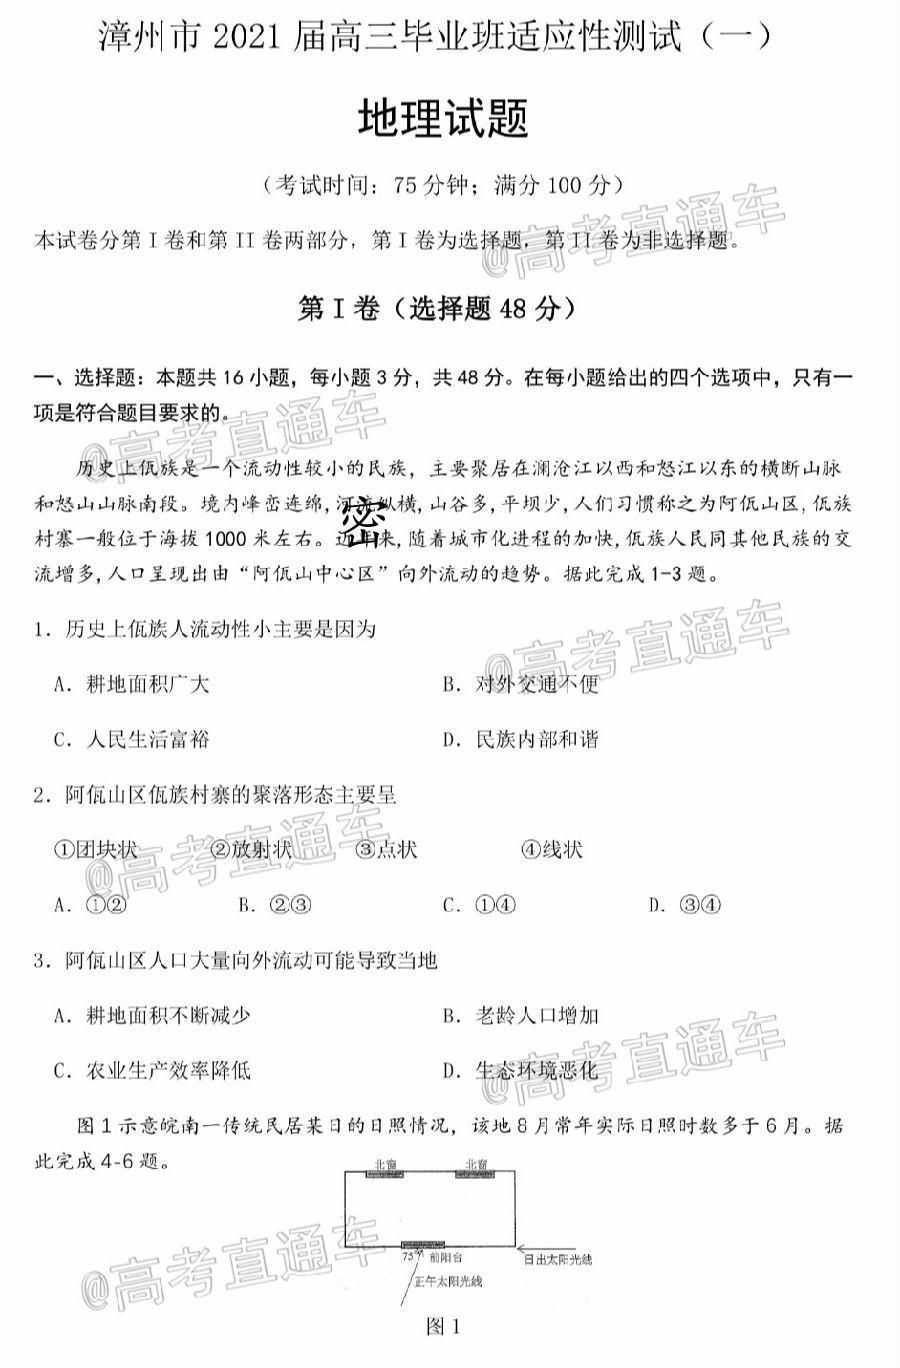 漳州市 2021 届高三毕业班适应性测试（一）
地理试题
（考试时间：75 分钟；满分 100 分）
本试卷分第 I 卷和第 II 卷两部分，第 I 卷为选择题，第 II 卷为非选择题。
@高考直通车
第 I 卷（选择题 48 分）
一、选择题：本题共 16 小题，每小题 3 分，共 48 分。在每小题给出的四个选项中，只有一
项是符合题目要求的。
@高考直通车
历史上佤族是一个流动性较小的民族，主要聚居在澜沧江以西和怒江以东的横断山脉
和怒山山脉南段。境内峰峦连绵，河流纵横，山谷多，平坝少，人们习惯称之为阿佤山区，佤族
密
村寨一般位于海拔 1000 米左右。近年来，随着城市化进程的加快，佤族人民同其他民族的交
流增多，人口呈现出由“阿佤山中心区”向外流动的趋势。据此完成 1-3 题。
1．历史上佤族人流动性小主要是因为
@高考直通车
A．耕地面积广大 B．对外交通不便
C．人民生活富裕 D．民族内部和谐
2．阿佤山区佤族村寨的聚落形态主要呈
①团块状 ②放射状 ③点状 ④线状
@高考直通车
A．①② B．②③ C．①④ D．③④
3．阿佤山区人口大量向外流动可能导致当地
A．耕地面积不断减少 B．老龄人口增加
C．农业生产效率降低 D．生态环境恶化
@高考直通车
图 1 示意皖南一传统民居某日的日照情况，该地 8 月常年实际日照时数多于 6 月。据
此完成 4-6 题。
北窗 北窗
@高考直通车
75° 前阳台 日出太阳光线
正午太阳光线
图 1